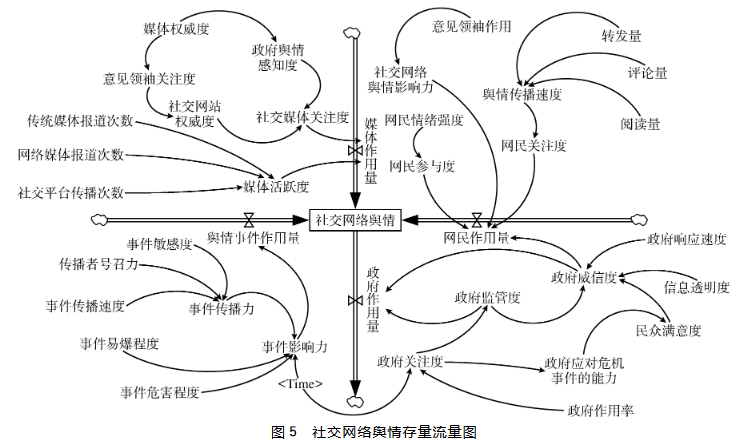 媒体权威度
政府舆情
感知度
意见领袖关注度
社交网站
权威度
社交媒体关注度
传统媒体报道次数
网络媒体报道次数
社交平台传播次数
媒体活跃度
媒体作用量
意见领袖作用
社交网络
舆情影响力
网民情绪强度
网民参与度
转发量
评论量
舆情传播速度
阅读量
网民关注度
社交网络舆情
舆情事件作用量
网民作用量
事件敏感度
传播者号召力
事件传播速度
事件传播力
事件易爆程度
事件影响力
事件危害程度
<Time>
政府作用量
政府响应速度
政府威信度
信息透明度
政府监管度
民众满意度
政府关注度
政府应对危机
事件的能力
政府作用率
图 5 社交网络舆情存量流量图